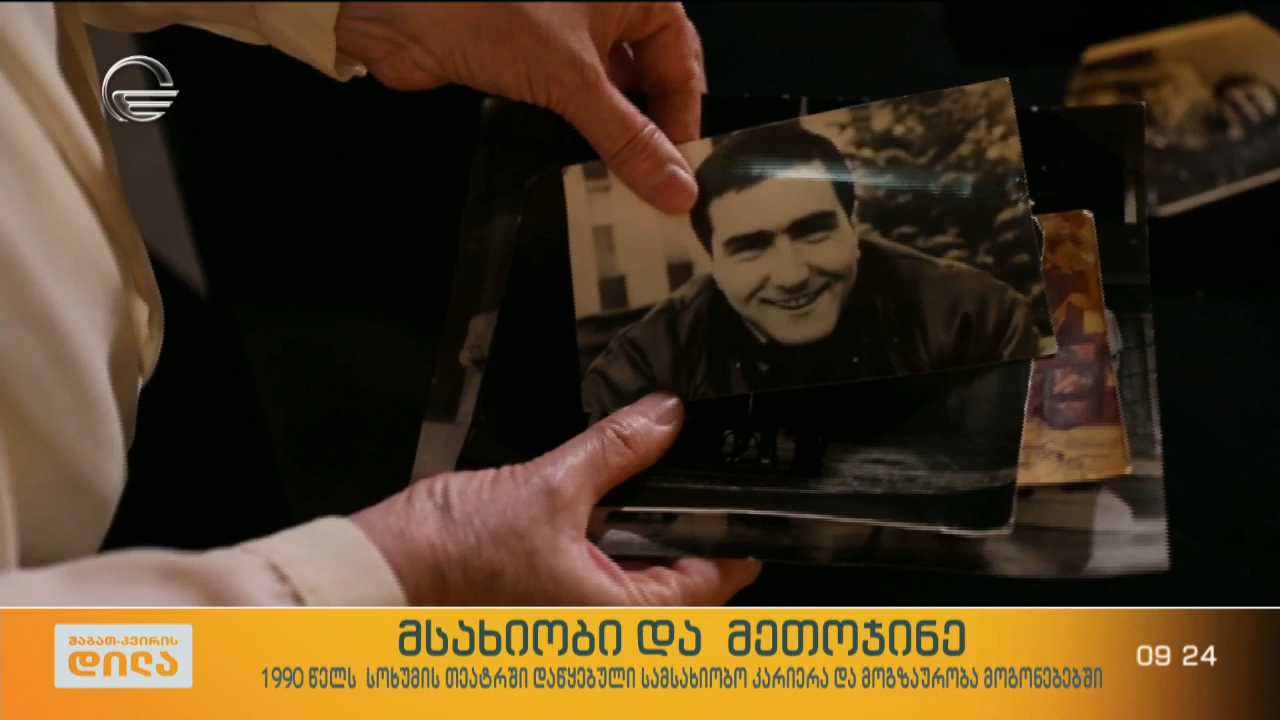 მსახიობი და მეთოჯინე
შაბათ-კვირის
დილა
1990 წელს სოხუმის თეატრში დაწყებული სამსახიობო კარიერა და მოგზაურობა მოგონებებში
09 24